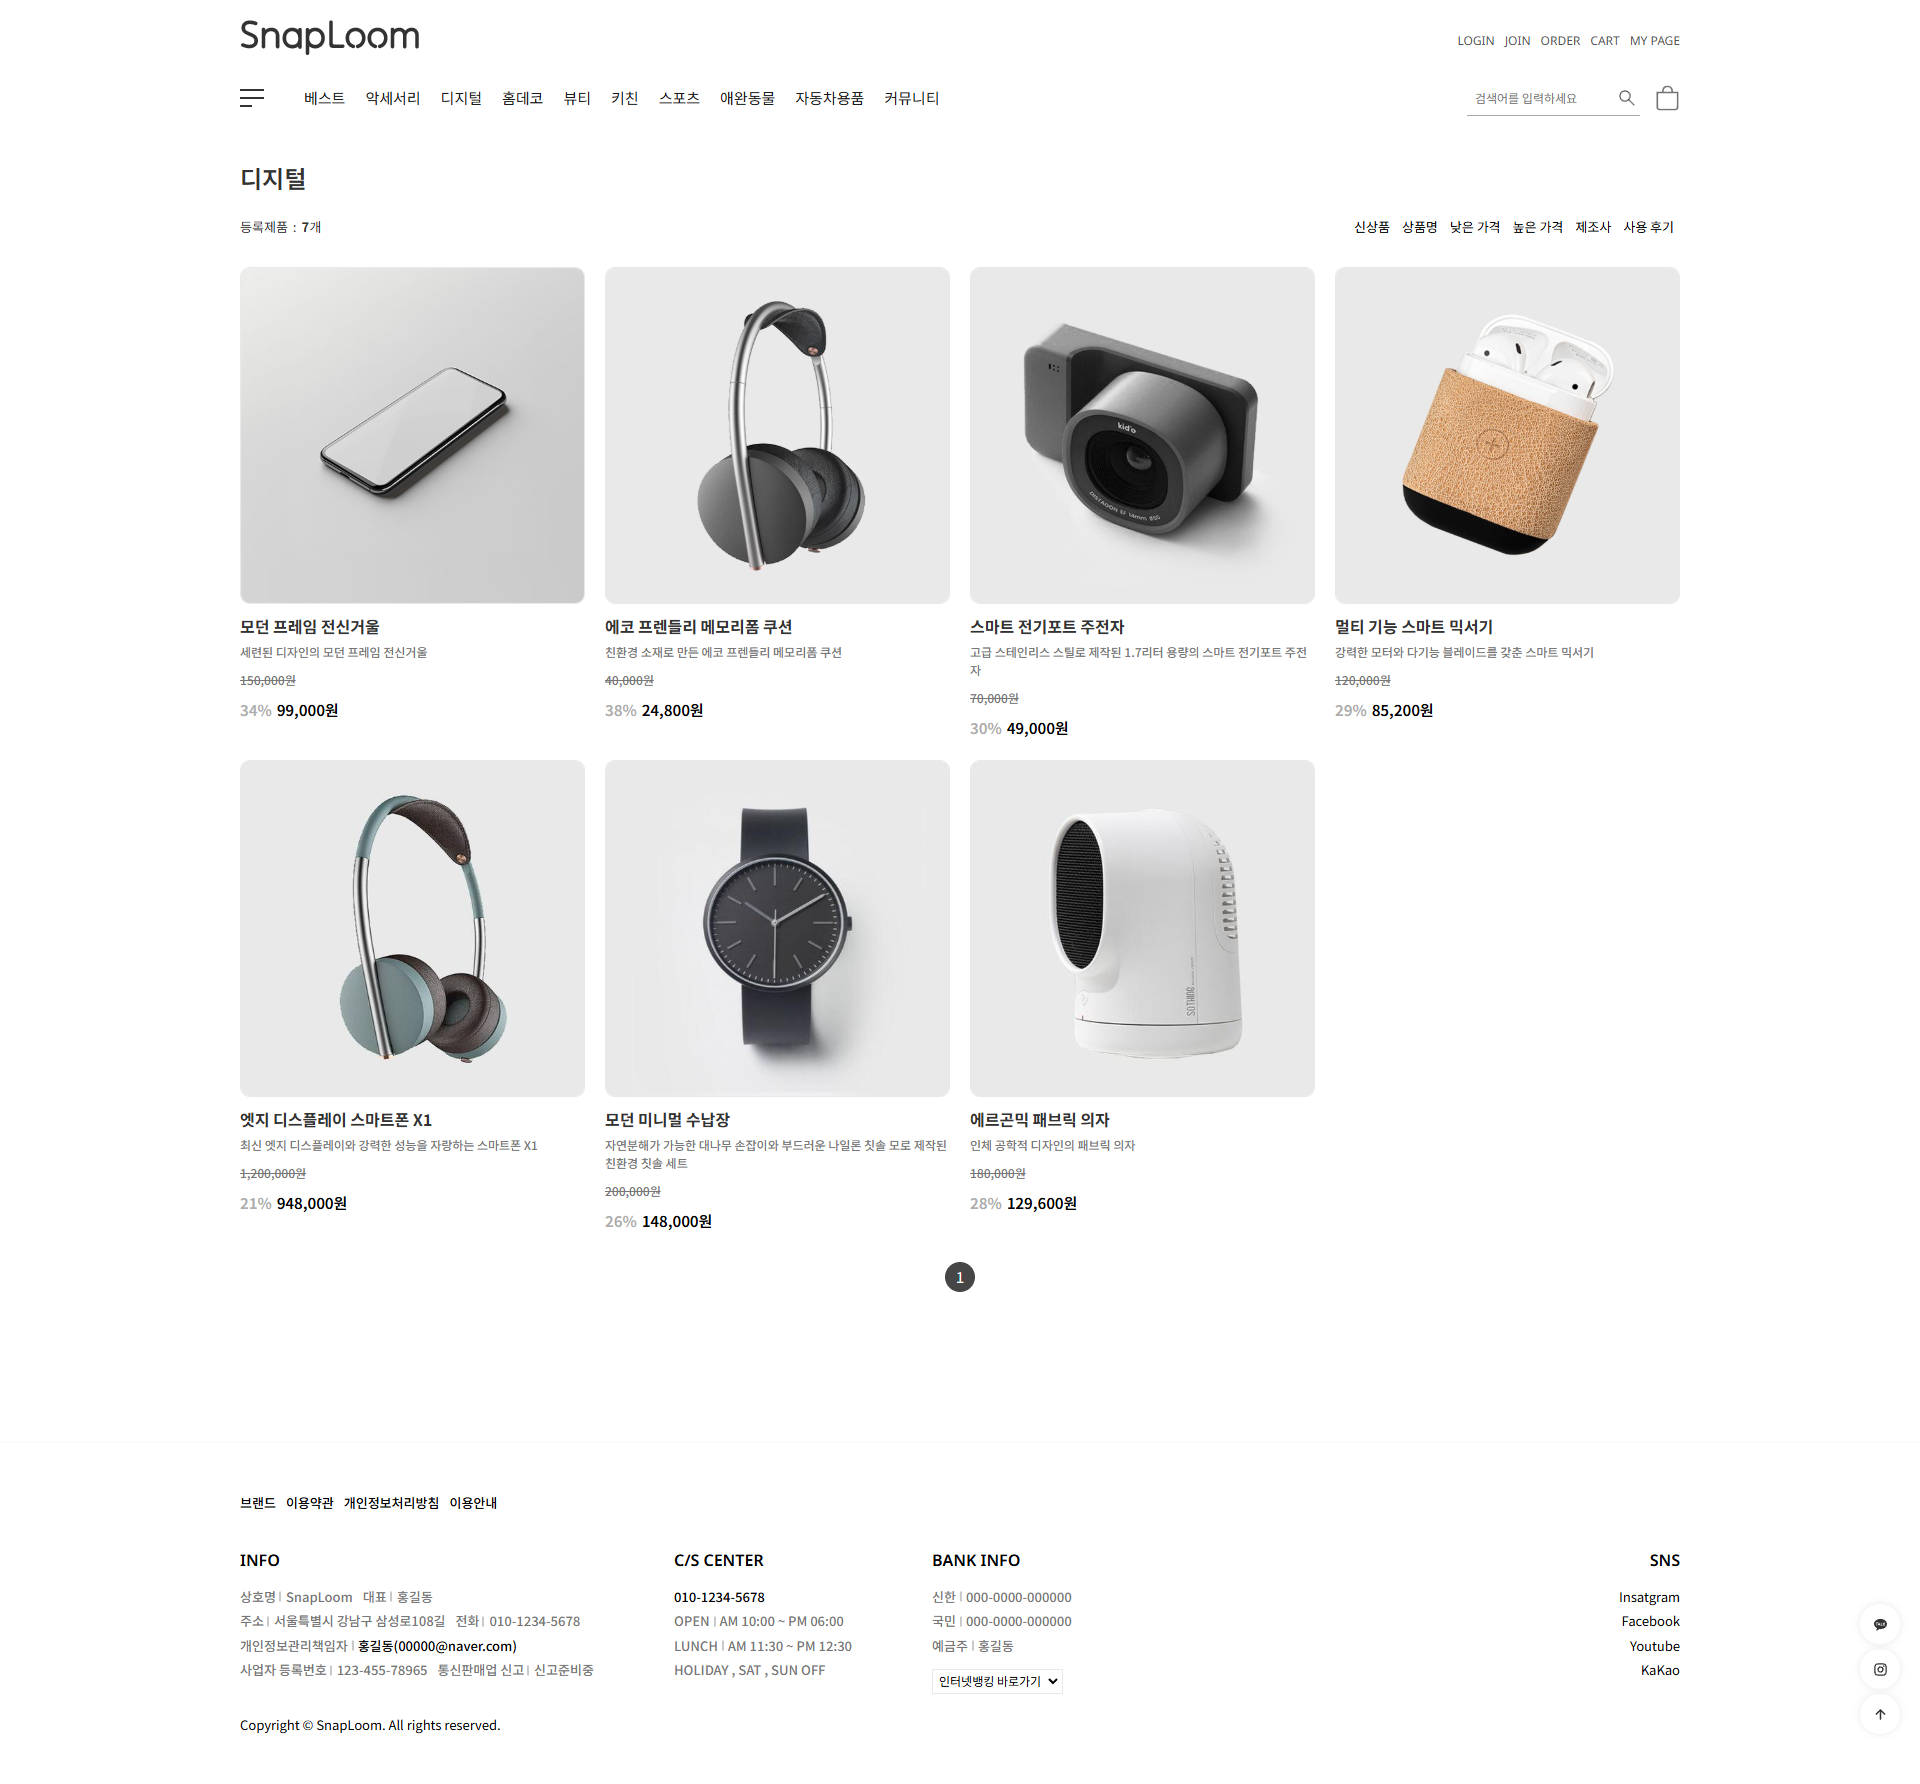 SnapLoom
LOGIN JOIN ORDER CART MY PAGE
베스트 악세서리 디지털 홈데코 뷰티 키친 스포츠 애완동물 자동차용품 커뮤니티
검색어를 입력하세요
디지털
등록제품 : 7개
신상품 상품명 낮은 가격 높은 가격 제조사 사용 후기
kid'o
DISTADON EF 14mm BSS
모던 프레임 전신거울
세련된 디자인의 모던 프레임 전신거울
150,000원
34% 99,000원
에코 프렌들리 메모리폼 쿠션
친환경 소재로 만든 에코 프렌들리 메모리폼 쿠션
40,000원
38% 24,800원
스마트 전기포트 주전자
고급 스테인리스 스틸로 제작된 1.7리터 용량의 스마트 전기포트 주전
자
70,000원
30% 49,000원
멀티 기능 스마트 믹서기
강력한 모터와 다기능 블레이드를 갖춘 스마트 믹서기
120,000원
29% 85,200원
SOTHING
엣지 디스플레이 스마트폰 X1
최신 엣지 디스플레이와 강력한 성능을 자랑하는 스마트폰 X1
1,200,000원
21% 948,000원
모던 미니멀 수납장
자연분해가 가능한 대나무 손잡이와 부드러운 나일론 칫솔 모로 제작된
친환경 칫솔 세트
200,000원
26% 148,000원
에르곤믹 패브릭 의자
인체 공학적 디자인의 패브릭 의자
180,000원
28% 129,600원
1
브랜드 이용약관 개인정보처리방침 이용안내
INFO
상호명 | SnapLoom 대표 | 홍길동
주소 | 서울특별시 강남구 삼성로108길 전화 | 010-1234-5678
개인정보관리책임자 | 홍길동(00000@naver.com)
사업자 등록번호 | 123-455-78965 통신판매업 신고 | 신고준비중
C/S CENTER
010-1234-5678
OPEN | AM 10:00 ~ PM 06:00
LUNCH | AM 11:30 ~ PM 12:30
HOLIDAY , SAT , SUN OFF
BANK INFO
신한 | 000-0000-000000
국민 | 000-0000-000000
예금주 | 홍길동
인터넷뱅킹 바로가기
SNS
Insatgram
Facebook
Youtube
KaKao
Copyright © SnapLoom. All rights reserved.